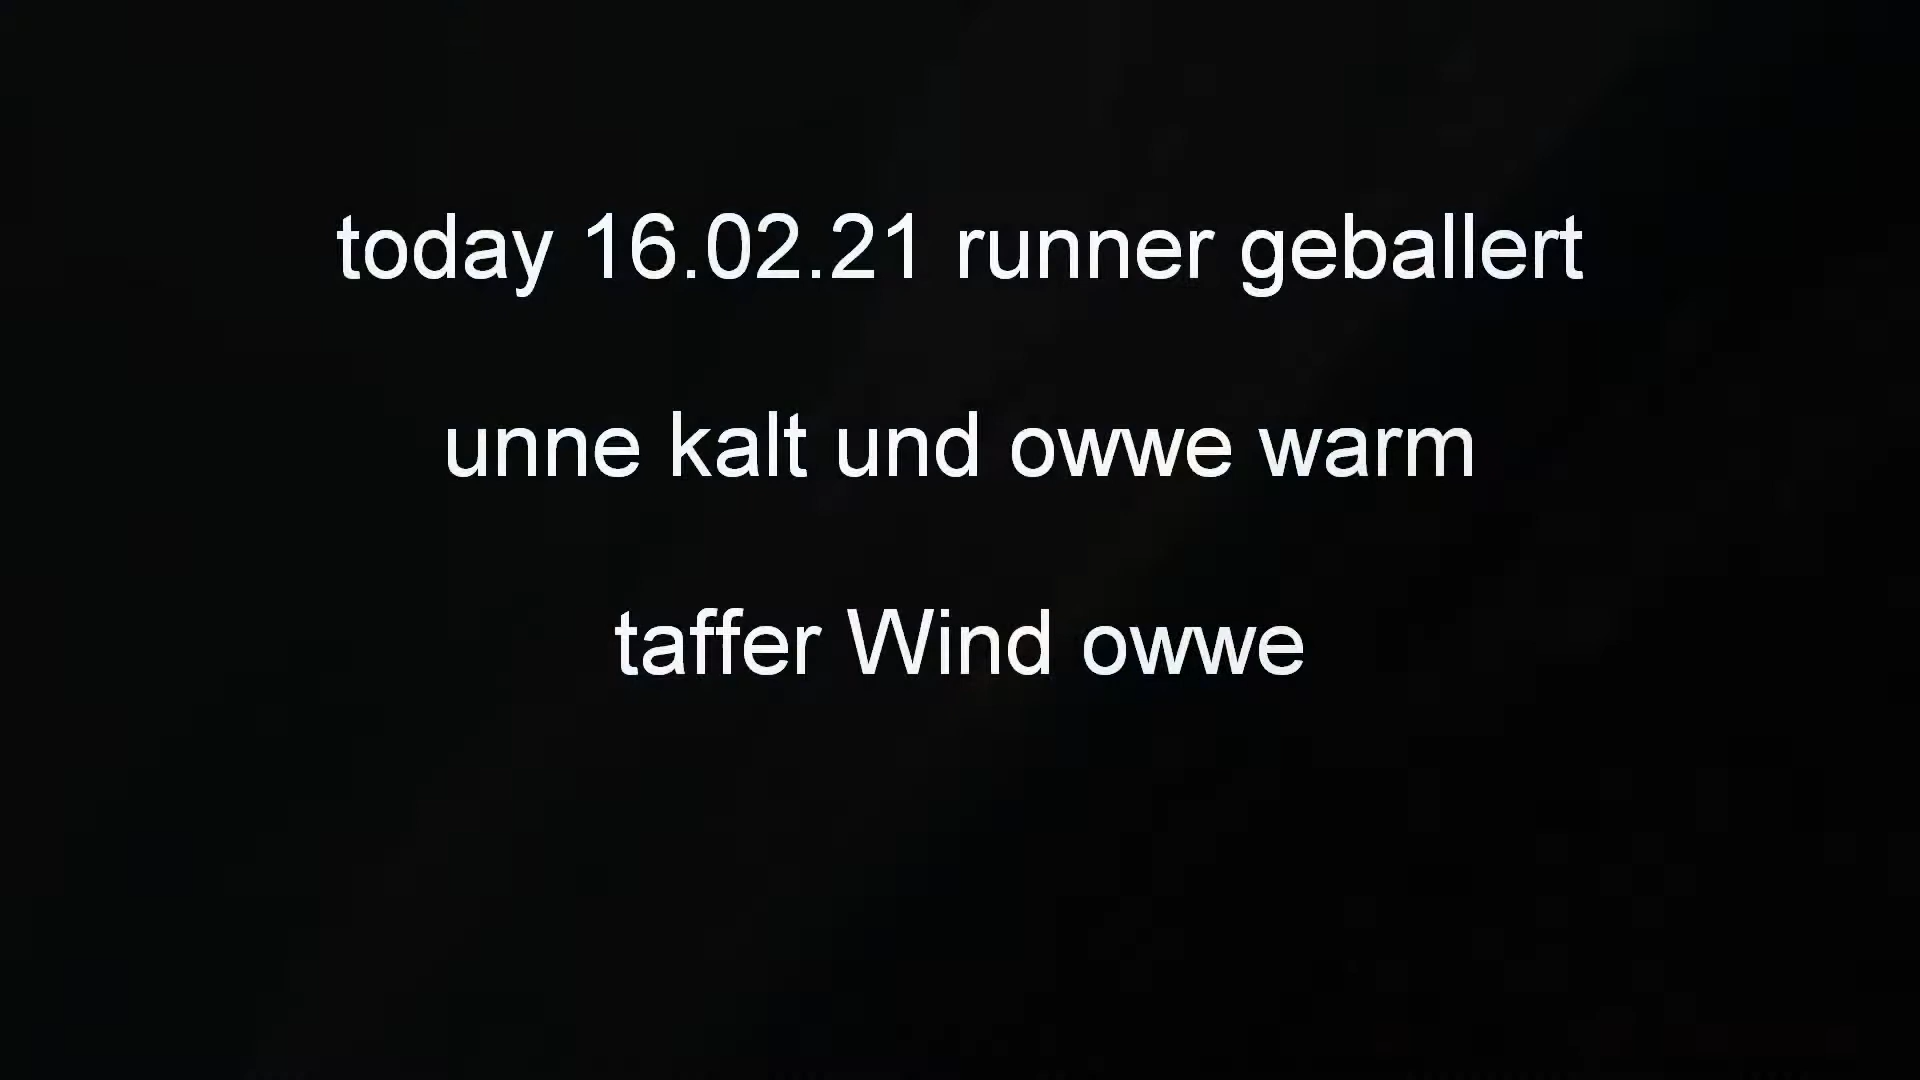 today 16.02.21 runner geballert
unne kalt und owwe warm
taffer Wind owwe